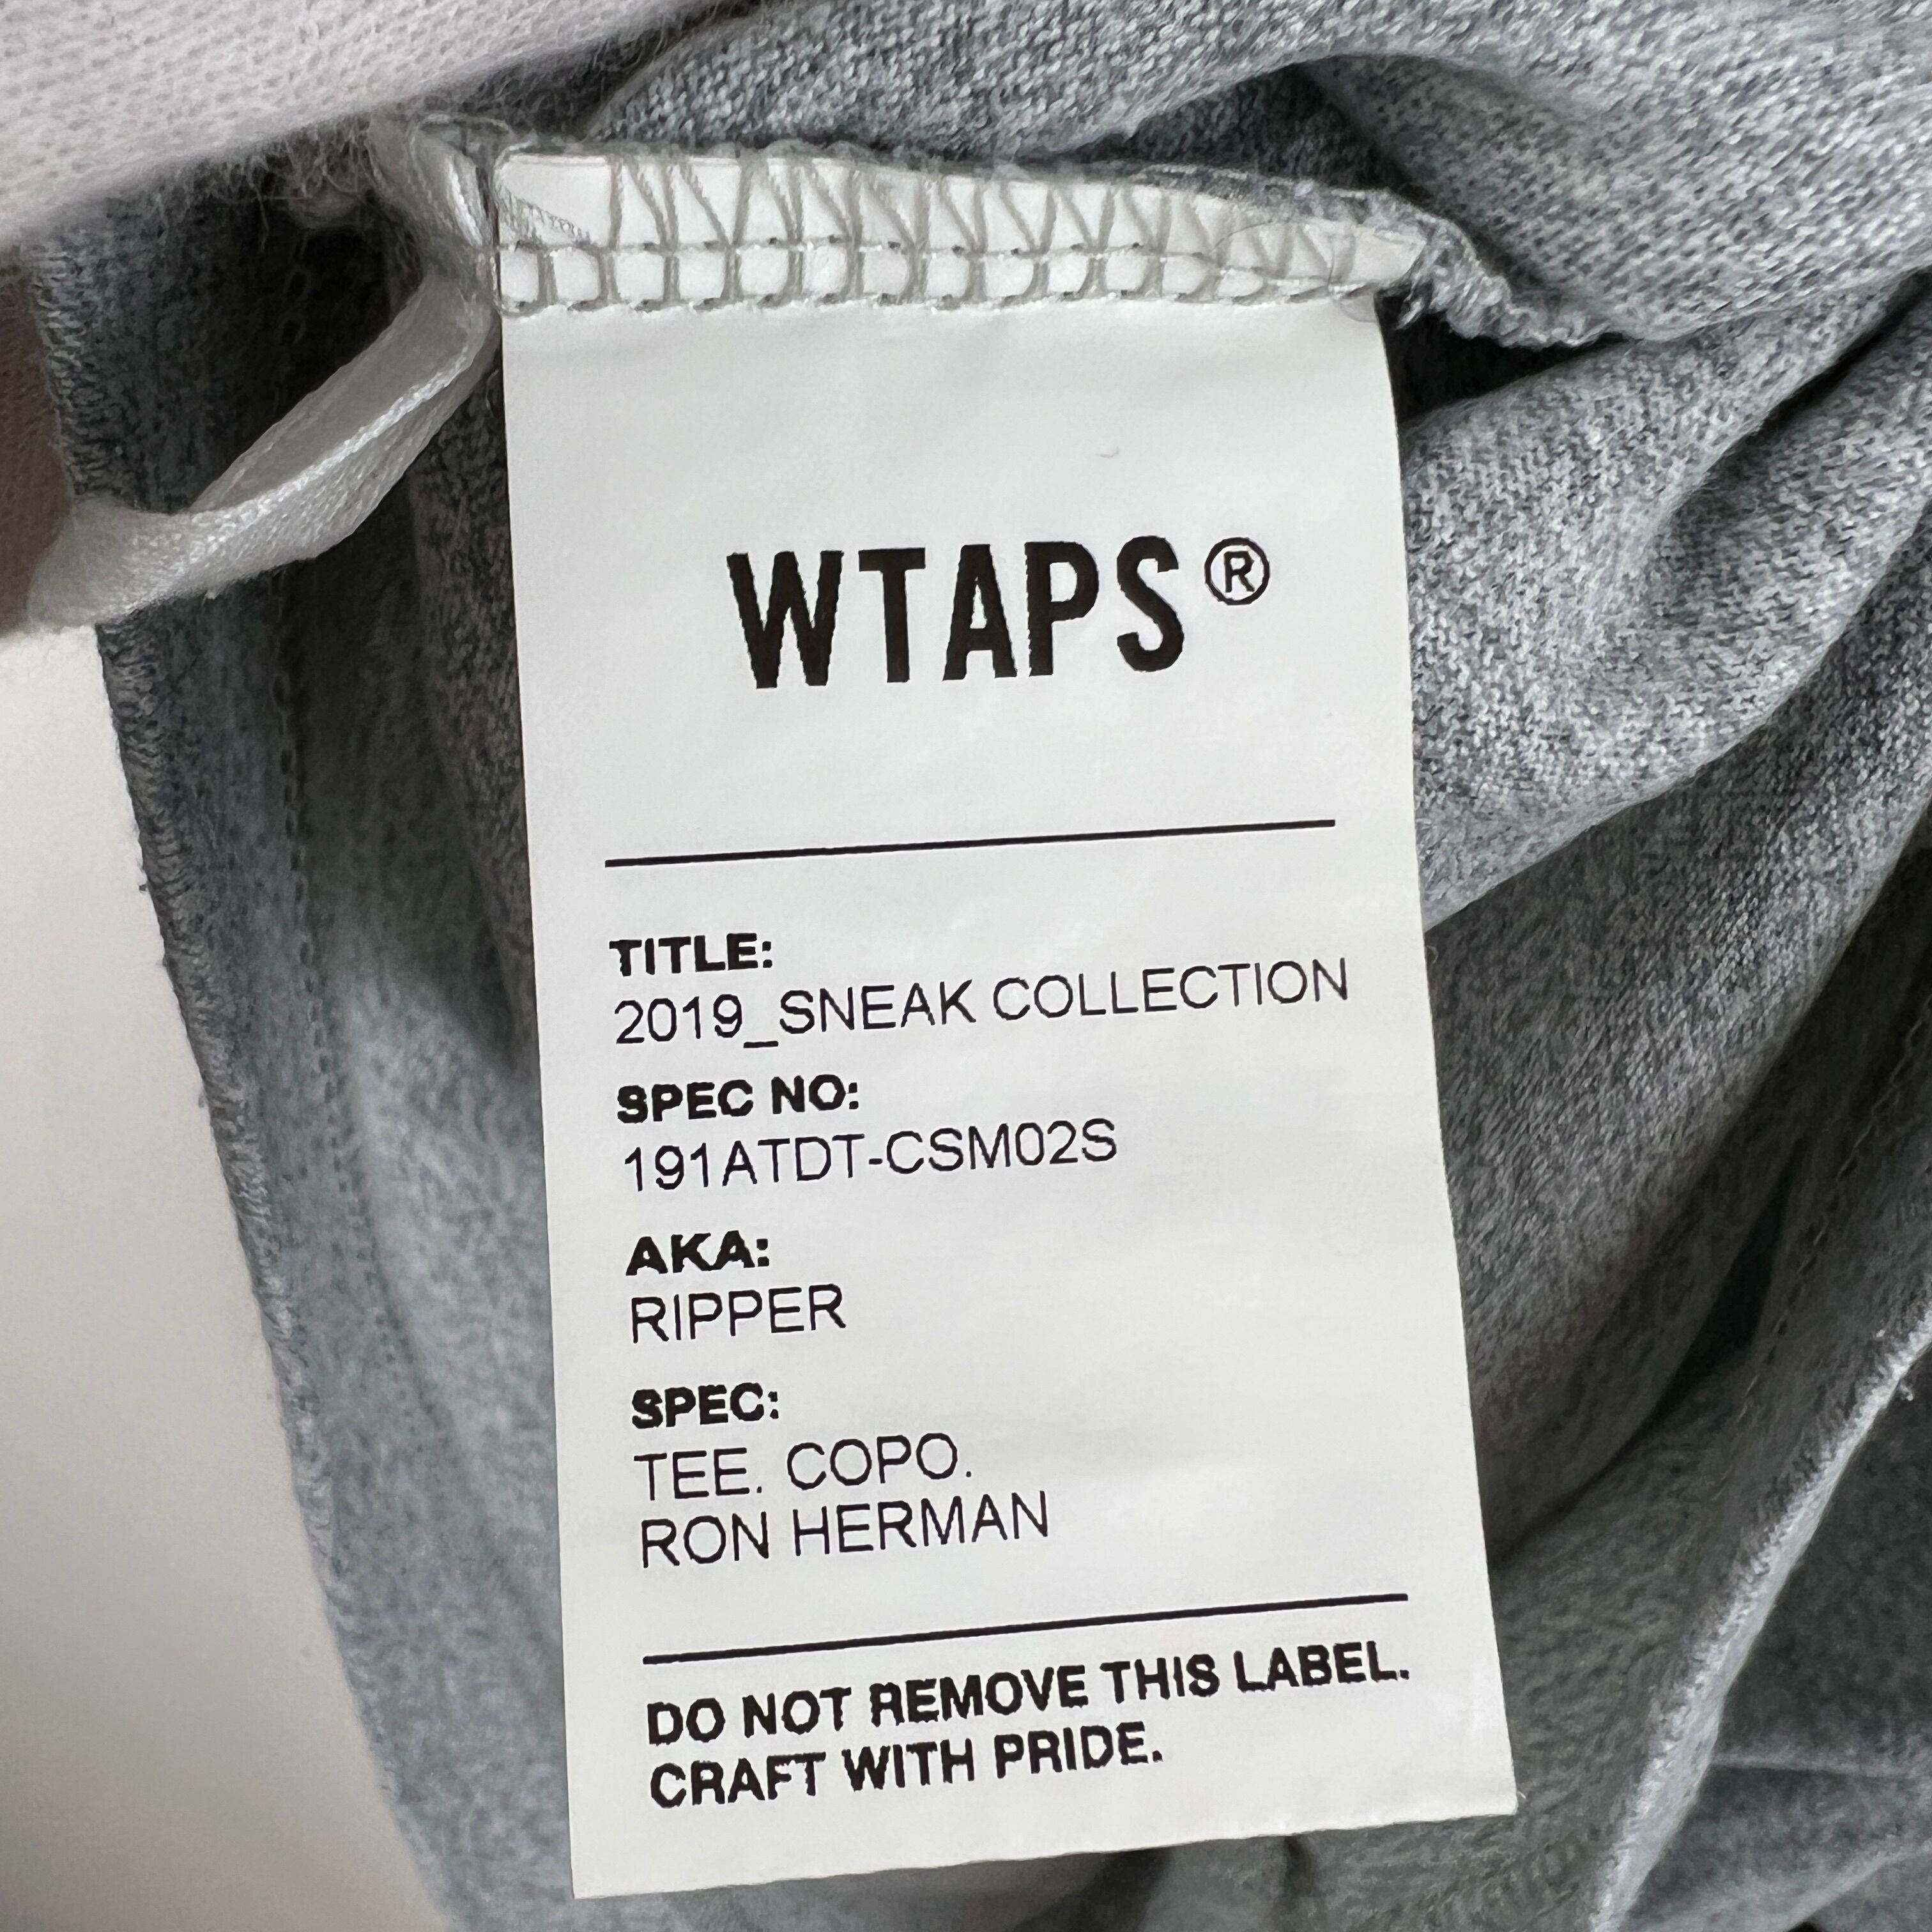 WTAPS®
TITLE:
2019_SNEAK COLLECTION
SPEC NO:
191ATDT-CSM02S
AKA:
RIPPER
SPEC:
TEE. COPO.
RON HERMAN
DO NOT REMOVE THIS LABEL.
CRAFT WITH PRIDE.